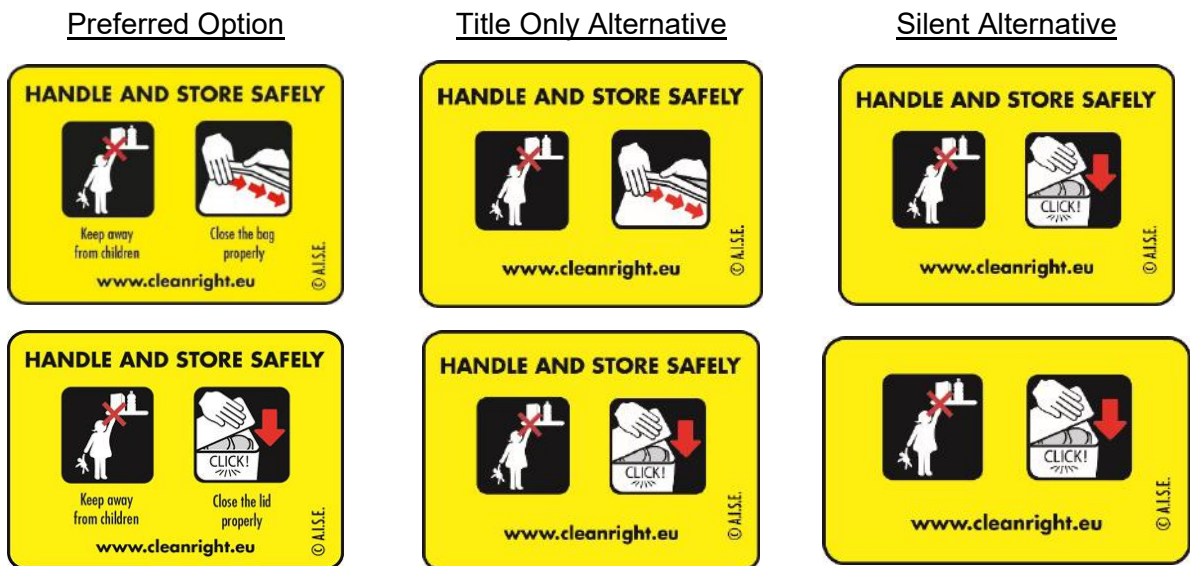 Preferred Option
Title Only Alternative
Silent Alternative
HANDLE AND STORE SAFELY
Keep away
from children
Close the bag
properly
www.cleanright.eu
© A.I.S.E.
HANDLE AND STORE SAFELY
www.cleanright.eu
© A.I.S.E.
HANDLE AND STORE SAFELY
CLICK!
www.cleanright.eu
© A.I.S.E.
HANDLE AND STORE SAFELY
CLICK!
Keep away
from children
Close the lid
properly
www.cleanright.eu
© A.I.S.E.
HANDLE AND STORE SAFELY
CLICK!
www.cleanright.eu
© A.I.S.E.
CLICK!
www.cleanright.eu
© A.I.S.E.